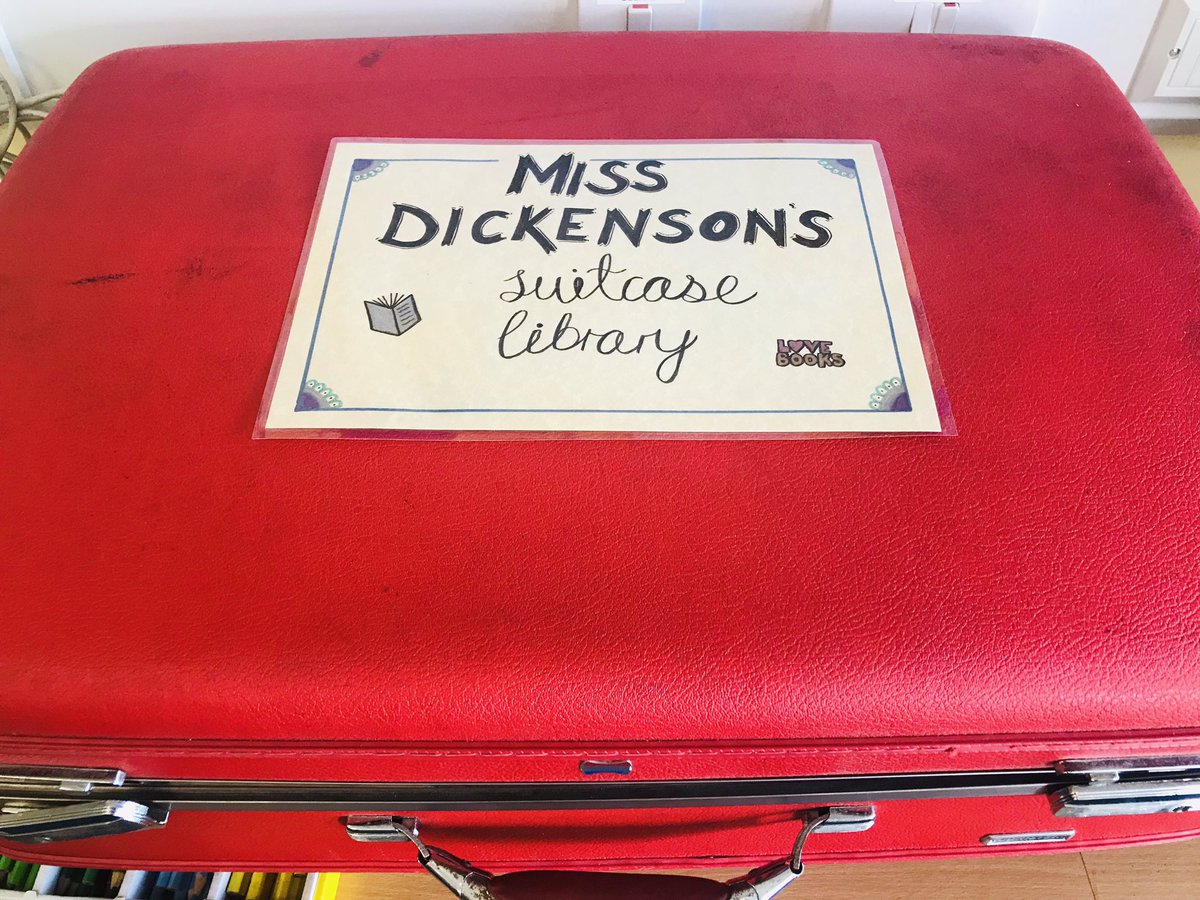 MISS
DICKENSON'S
suitcase
library
LOVE
BOOKS